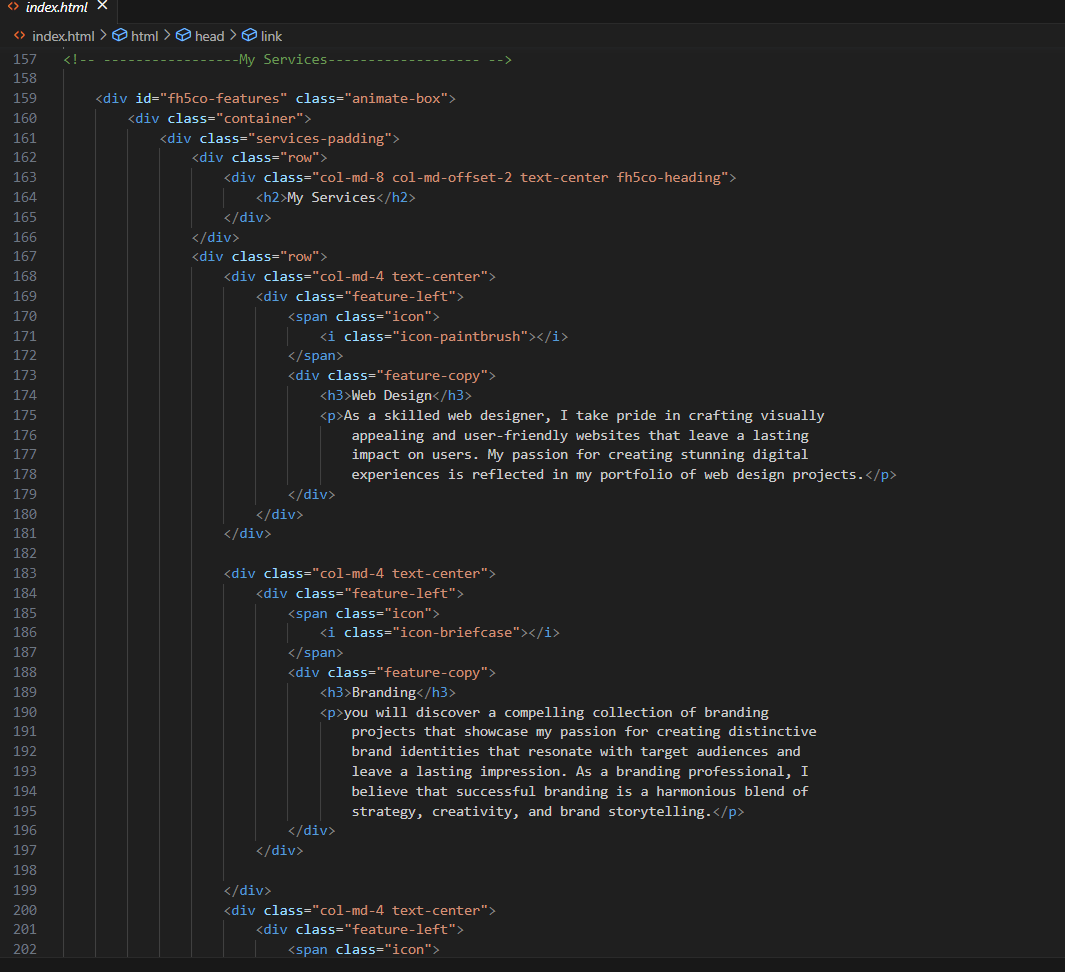 index.html ×
index.html > html > head > link
157 <!-- -----------------My Services------------------- -->
158
159     <div id="fh5co-features" class="animate-box">
160         <div class="container">
161             <div class="services-padding">
162                 <div class="row">
163                     <div class="col-md-8 col-md-offset-2 text-center fh5co-heading">
164                         <h2>My Services</h2>
165                     </div>
166                 </div>
167                 <div class="row">
168                     <div class="col-md-4 text-center">
169                         <div class="feature-left">
170                             <span class="icon">
171                                 <i class="icon-paintbrush"></i>
172                             </span>
173                             <div class="feature-copy">
174                                 <h3>Web Design</h3>
175                                 <p>As a skilled web designer, I take pride in crafting visually
176                                     appealing and user-friendly websites that leave a lasting
177                                     impact on users. My passion for creating stunning digital
178                                     experiences is reflected in my portfolio of web design projects.</p>
179                             </div>
180                         </div>
181                     </div>
182
183                     <div class="col-md-4 text-center">
184                         <div class="feature-left">
185                             <span class="icon">
186                                 <i class="icon-briefcase"></i>
187                             </span>
188                             <div class="feature-copy">
189                                 <h3>Branding</h3>
190                                 <p>you will discover a compelling collection of branding
191                                     projects that showcase my passion for creating distinctive
192                                     brand identities that resonate with target audiences and
193                                     leave a lasting impression. As a branding professional, I
194                                     believe that successful branding is a harmonious blend of
195                                     strategy, creativity, and brand storytelling.</p>
196                             </div>
197                         </div>
198
199                     </div>
200                     <div class="col-md-4 text-center">
201                         <div class="feature-left">
202                             <span class="icon">